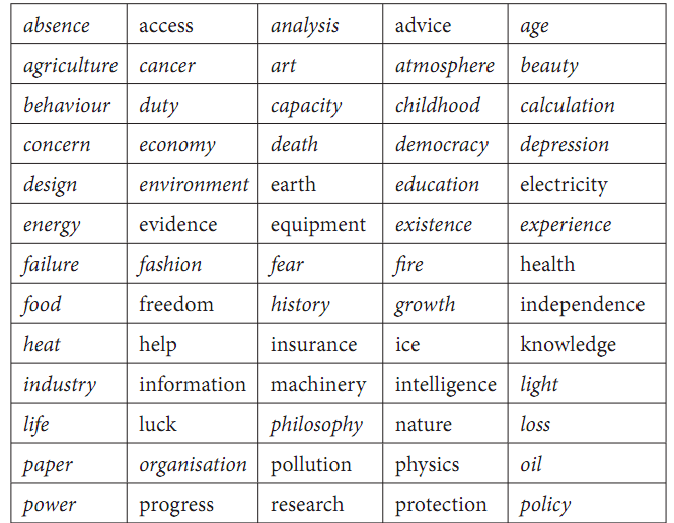 absence access analysis advice age
agriculture cancer art atmosphere beauty
behaviour duty capacity childhood calculation
concern economy death democracy depression
design environment earth education electricity
energy evidence equipment existence experience
failure fashion fear fire health
food freedom history growth independence
heat help insurance ice knowledge
industry information machinery intelligence light
life luck philosophy nature loss
paper organisation pollution physics oil
power progress research protection policy